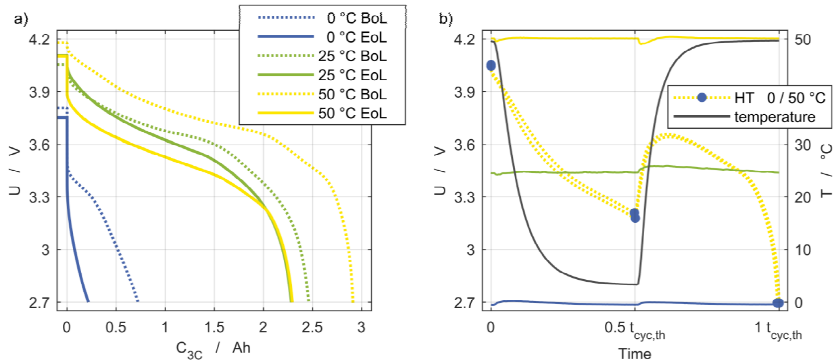 a)
0 °C BoL
0 °C EoL
25 °C BoL
25 °C EoL
50 °C BoL
50 °C EoL
4.2
3.9
3.6
3.3
3
2.7
U / V
0 0.5 1 1.5 2 2.5 3
C3C / Ah
b)
HT 0 / 50 °C
temperature
4.2
3.9
3.6
3.3
3
2.7
U / V
50
40
30
20
10
0
T / °C
0 0.5 tcyc,th 1 tcyc,th
Time